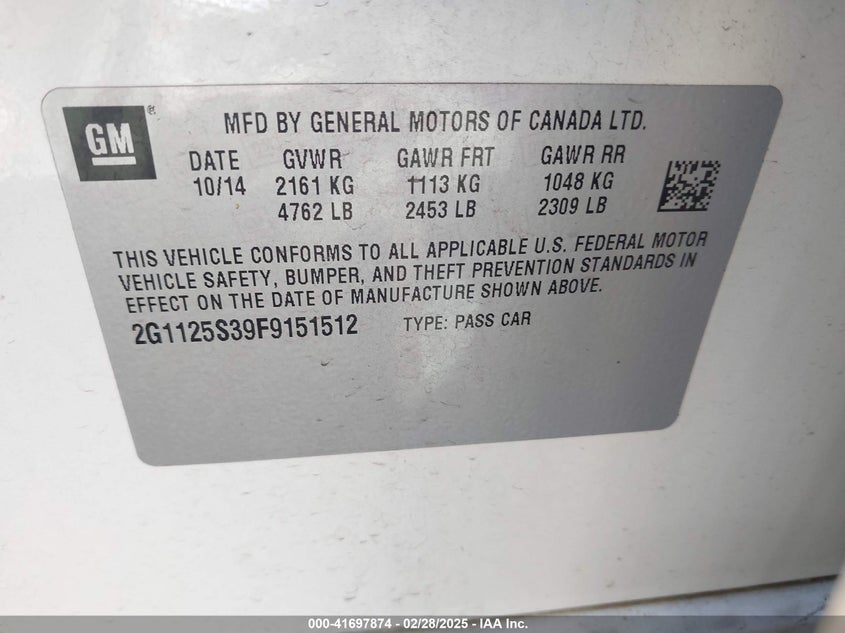 GM®
MFD BY GENERAL MOTORS OF CANADA LTD.
DATE GVWR GAWR FRT GAWR RR
10/14 2161 KG 1113 KG 1048 KG
4762 LB 2453 LB 2309 LB
THIS VEHICLE CONFORMS TO ALL APPLICABLE U.S. FEDERAL MOTOR
VEHICLE SAFETY, BUMPER, AND THEFT PREVENTION STANDARDS IN
EFFECT ON THE DATE OF MANUFACTURE SHOWN ABOVE.
2G1125S39F9151512 TYPE: PASS CAR
000-41697874 / 02/28/2025 - IAA Inc.